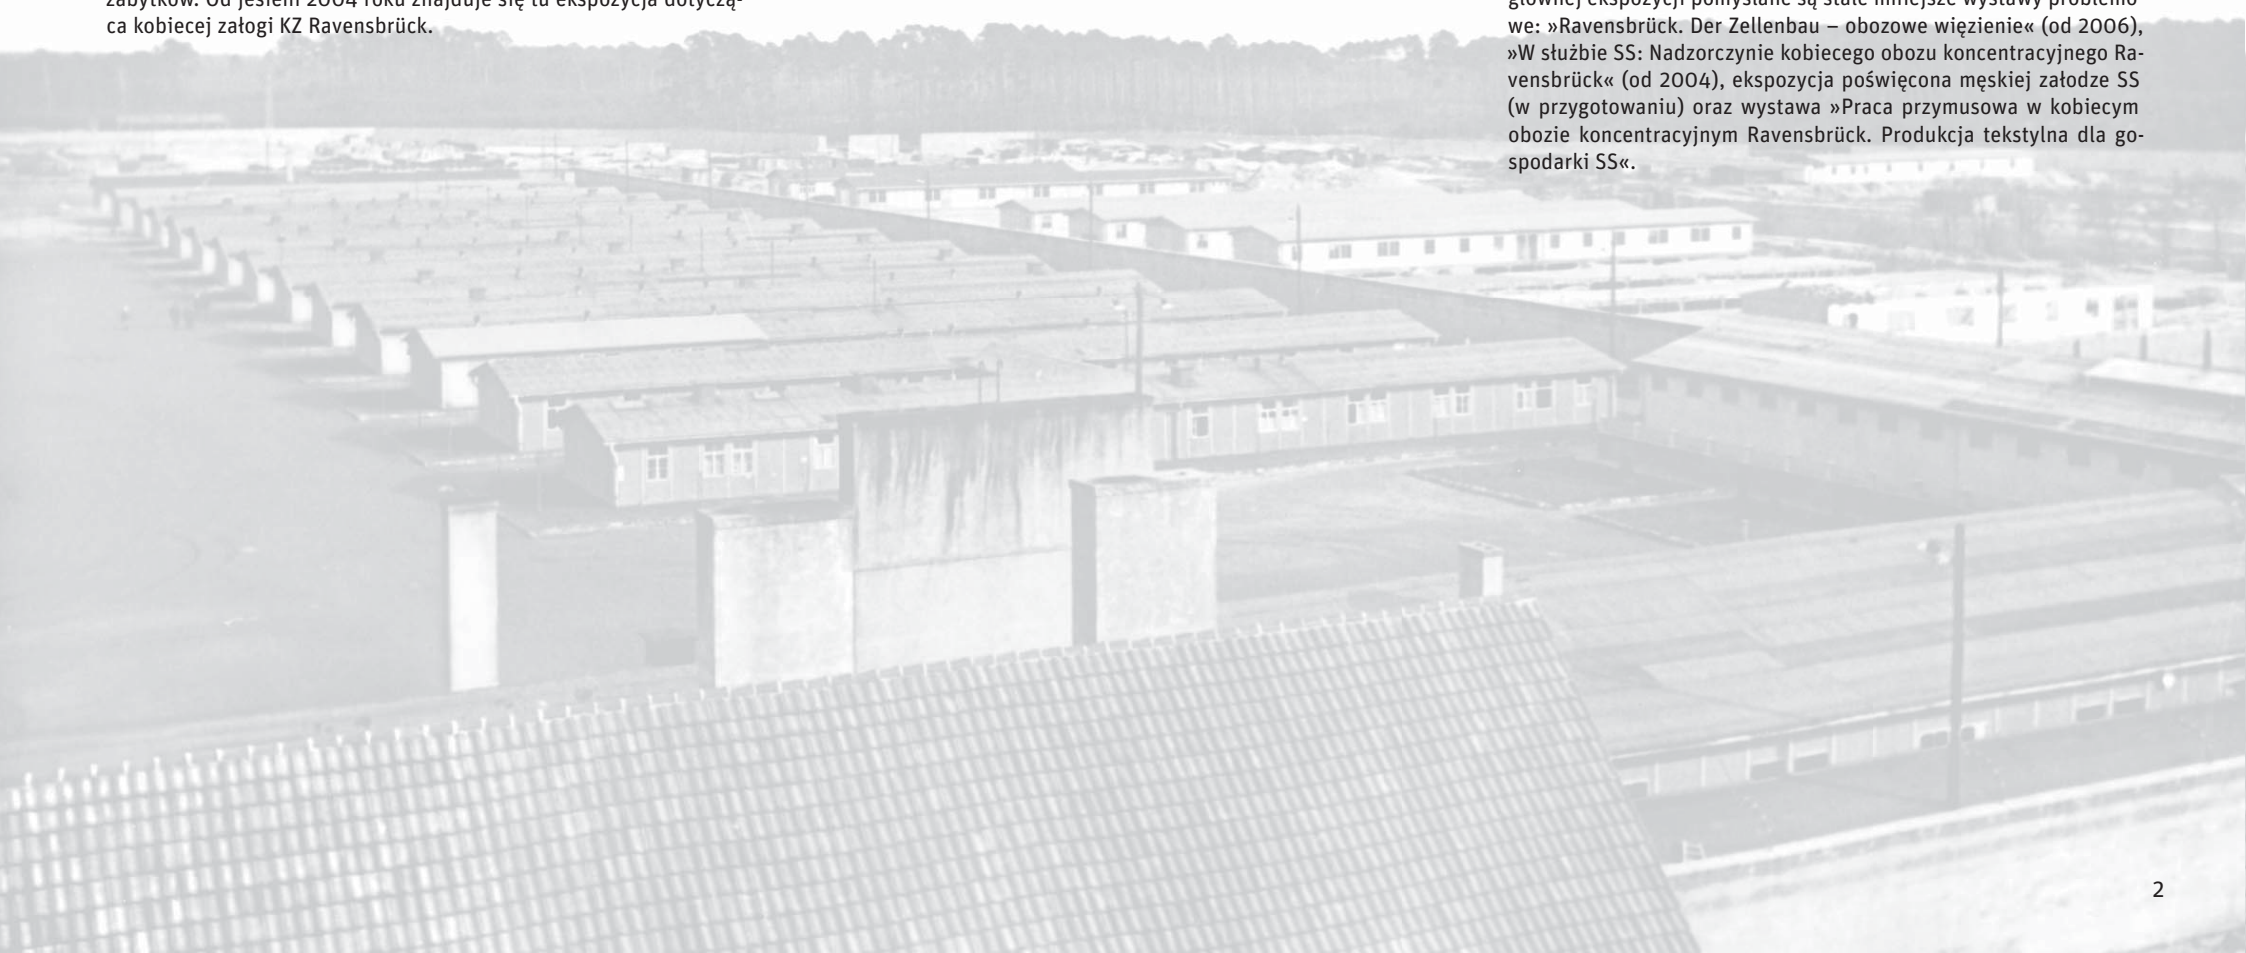 zabytków. Od jesieni 2004 roku znajduje się tu ekspozycja dotyczą-
ca kobiecej załogi KZ Ravensbrück.
głównej ekspozycji pomyślane są stałe mniejsze wystawy problemo-
we: »Ravensbrück. Der Zellenbau – obozowe więzienie« (od 2006),
»W służbie SS: Nadzorczynie kobiecego obozu koncentracyjnego Ra-
vensbrück« (od 2004), ekspozycja poświęcona męskiej załodze SS
(w przygotowaniu) oraz wystawa »Praca przymusowa w kobiecym
obozie koncentracyjnym Ravensbrück. Produkcja tekstylna dla go-
spodarki SS«.
2